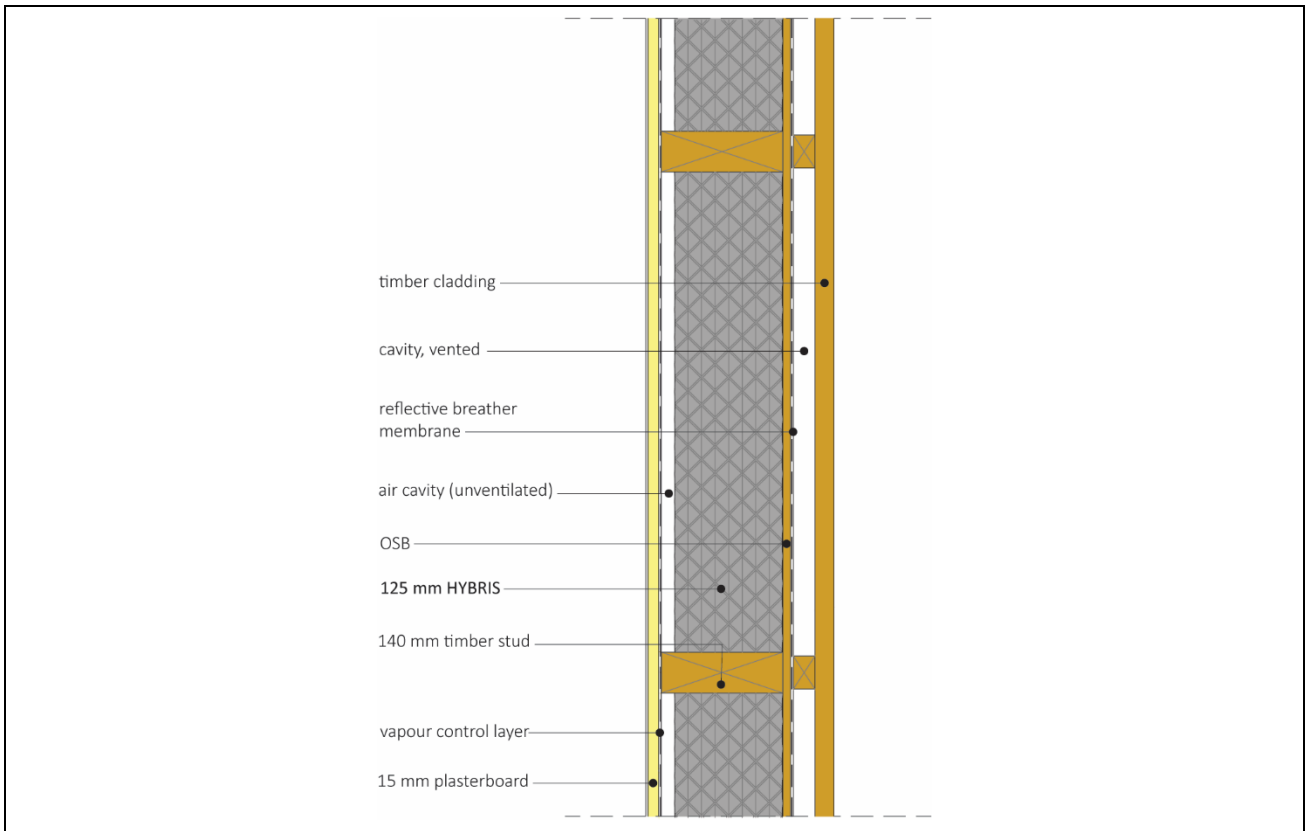 timber cladding
cavity, vented
reflective breather
membrane
air cavity (unventilated)
OSB
125 mm HYBRIS
140 mm timber stud
vapour control layer
15 mm plasterboard